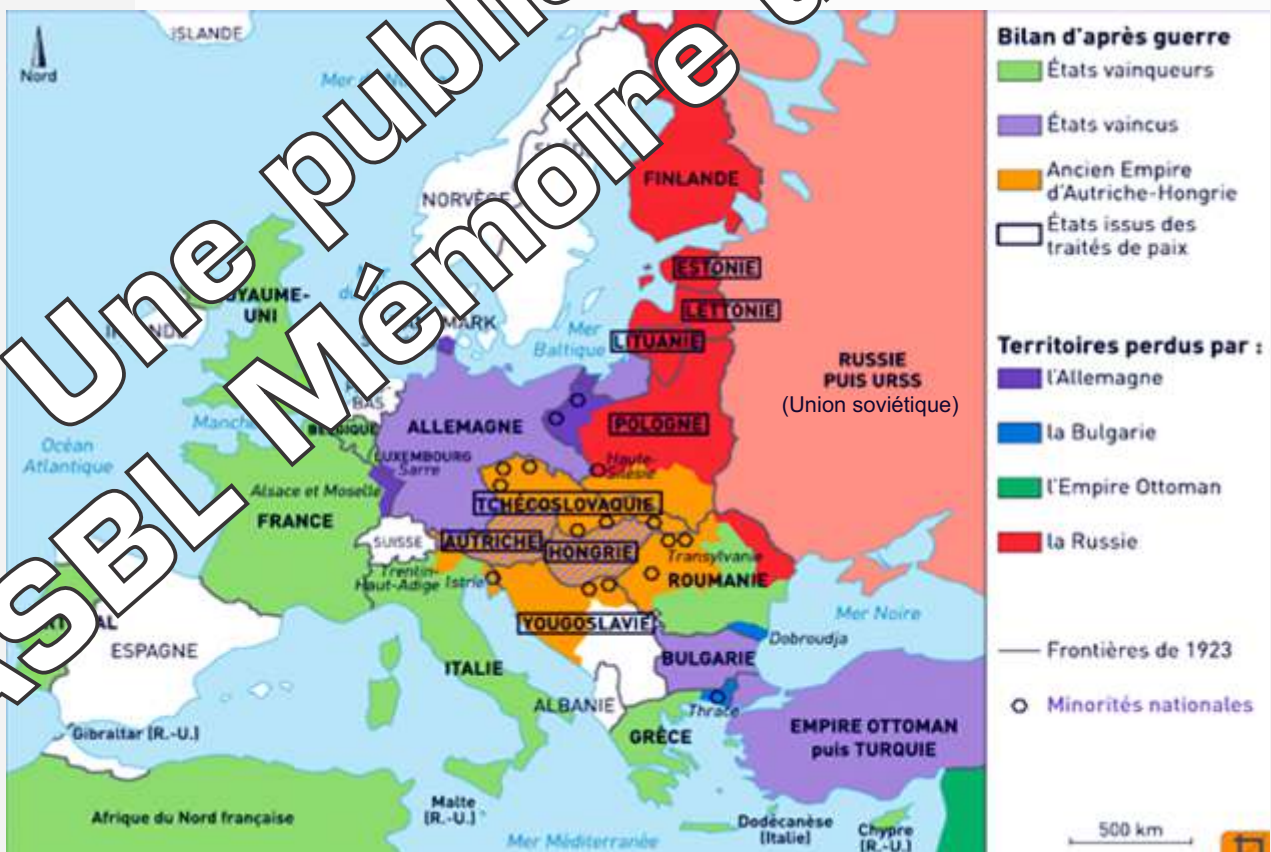 Une public
ASBL Mémoire
ISLANDE
Nord
NORVÈGE
FINLANDE
ESTONIE
LETTONIE
LITUANIE
Mer
Baltique
RUSSIE
PUIS URSS
(Union soviétique)
UNI
Manche
BAS
BELGIQUE
LUXEMBOURG
Sarre
ALLEMAGNE
POLOGNE
Haute-
Silésie
Océan
Atlantique
Alsace et Moselle
FRANCE
TCHÉCOSLOVAQUIE
SUISSE
AUTRICHE
HONGRIE
Transylvanie
Trentin-
Haut-Adige
Istrie
ROUMANIE
YOUGOSLAVIE
Mer Noire
Dobroudja
ESPAGNE
ITALIE
BULGARIE
ALBANIE
Thrace
Gibraltar (R.-U.)
GRÈCE
EMPIRE OTTOMAN
puis TURQUIE
Afrique du Nord française
Malte
(R.-U.)
Mer Méditerranée
Dodécanèse
(Italie)
Chypre
(R.-U.)
Bilan d'après guerre
États vainqueurs
États vaincus
Ancien Empire
d'Autriche-Hongrie
États issus des
traités de paix
Territoires perdus par :
l'Allemagne
la Bulgarie
l'Empire Ottoman
la Russie
Frontières de 1923
Minorités nationales
500 km